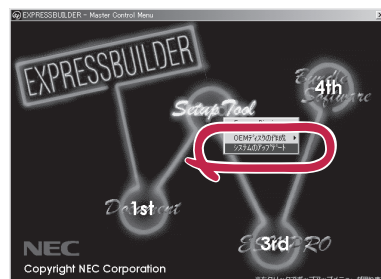 EXPRESSBUILDER - Master Control Menu
EXPRESSBUILDER
4th
Software
Setup Tool
OEMディスクの作成
システムのアップデート
1st
3rd
NEC
Copyright NEC Corporation